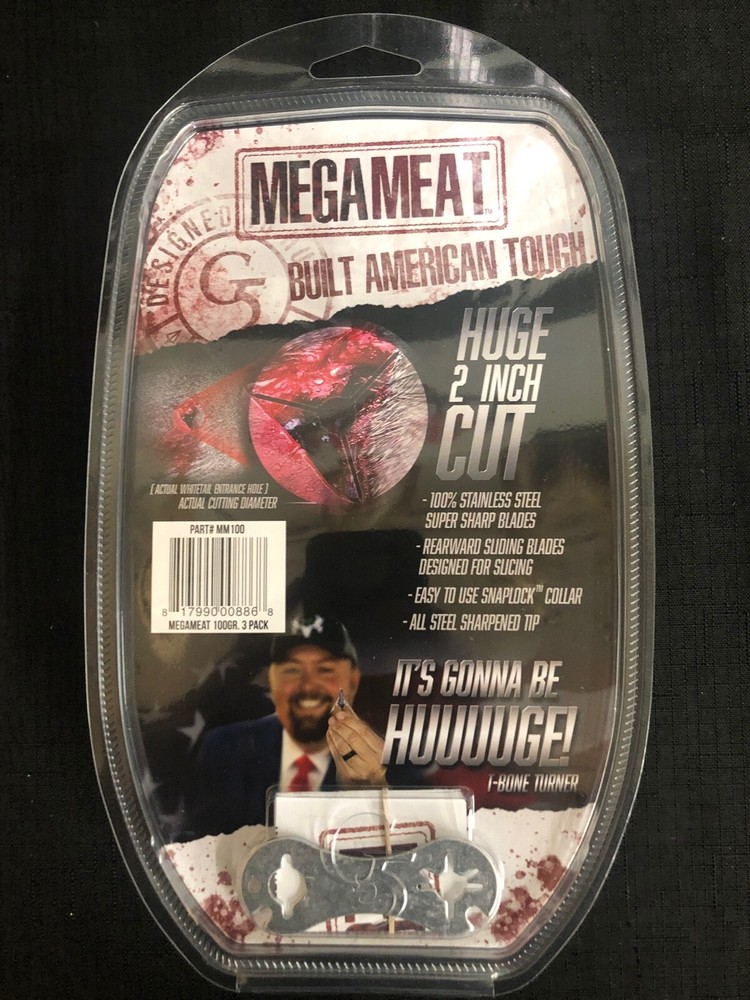 MEGAMEAT
DESIGNED
G5
BUILT AMERICAN TOUGH
HUGE
2 INCH
CUT
[ ACTUAL WHITETAIL ENTRANCE HOLE ]
ACTUAL CUTTING DIAMETER
- 100% STAINLESS STEEL
SUPER SHARP BLADES
- REARWARD SLIDING BLADES
DESIGNED FOR SLICING
- EASY TO USE SNAPLOCK™ COLLAR
- ALL STEEL SHARPENED TIP
PART# MM100
8 17990 00886 8
MEGAMEAT 100GR. 3 PACK
IT'S GONNA BE
HUUUUGE!
T-BONE TURNER